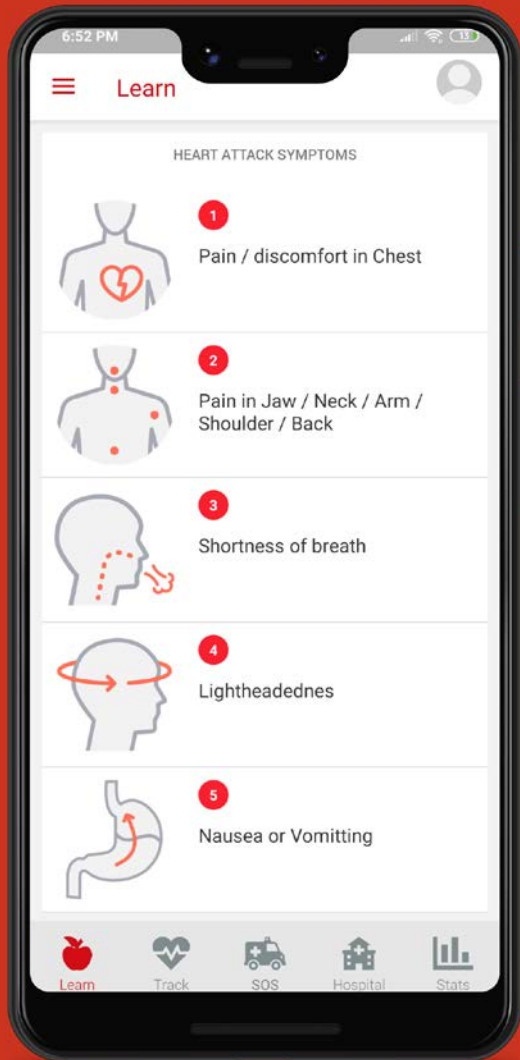 6:52 PM
Learn
HEART ATTACK SYMPTOMS
1
Pain / discomfort in Chest
2
Pain in Jaw / Neck / Arm /
Shoulder / Back
3
Shortness of breath
4
Lightheadednes
5
Nausea or Vomitting
Learn Track SOS Hospital Stats